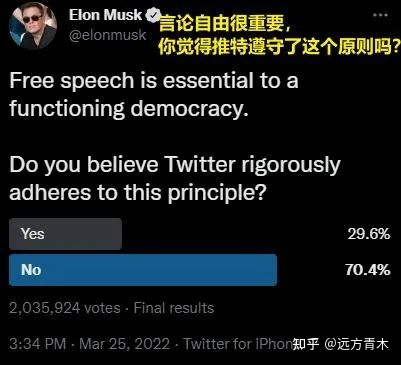 Elon Musk
@elonmusk
言论自由很重要，
你觉得推特遵守了这个原则吗？
Free speech is essential to a
functioning democracy.
Do you believe Twitter rigorously
adheres to this principle?
Yes 29.6%
No 70.4%
2,035,924 votes · Final results
3:34 PM · Mar 25, 2022 · Twitter for iPhon
知乎 @远方青木